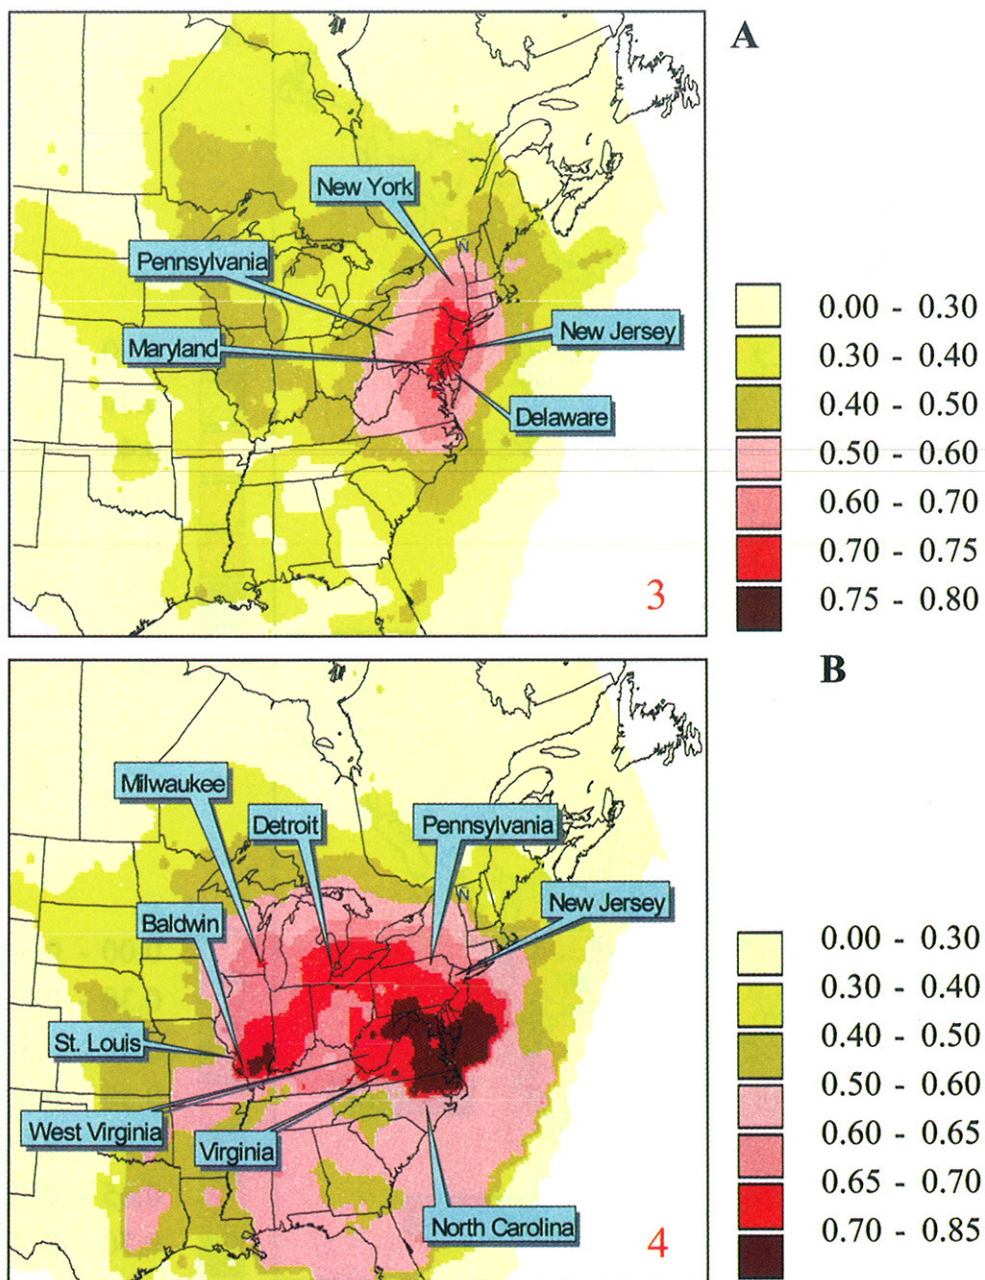 A
New York
N
Pennsylvania
New Jersey
Maryland
Delaware
3
0.00 - 0.30
0.30 - 0.40
0.40 - 0.50
0.50 - 0.60
0.60 - 0.70
0.70 - 0.75
0.75 - 0.80
B
Milwaukee
Detroit
Pennsylvania
N
New Jersey
Baldwin
St. Louis
West Virginia
Virginia
North Carolina
4
0.00 - 0.30
0.30 - 0.40
0.40 - 0.50
0.50 - 0.60
0.60 - 0.65
0.65 - 0.70
0.70 - 0.85